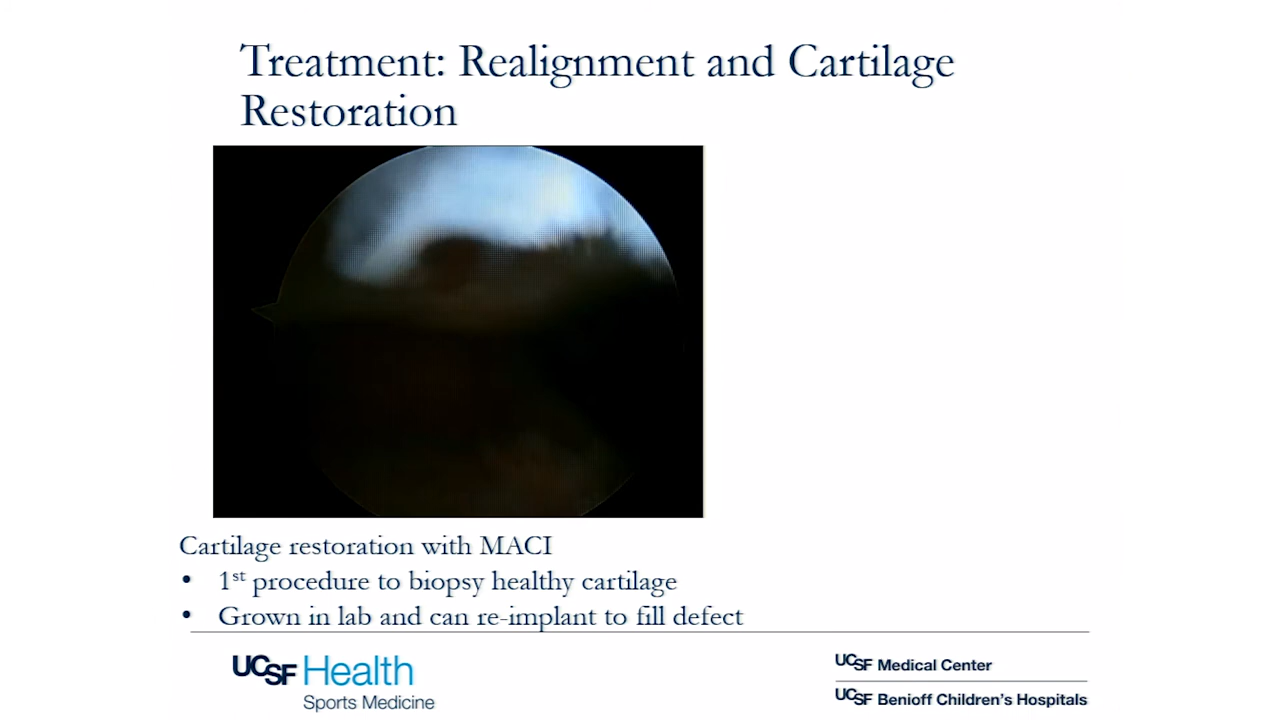 Treatment: Realignment and Cartilage
Restoration
Cartilage restoration with MACI
• 1st procedure to biopsy healthy cartilage
• Grown in lab and can re-implant to fill defect
UCSF Health
Sports Medicine
UCSF Medical Center
UCSF Benioff Children's Hospitals